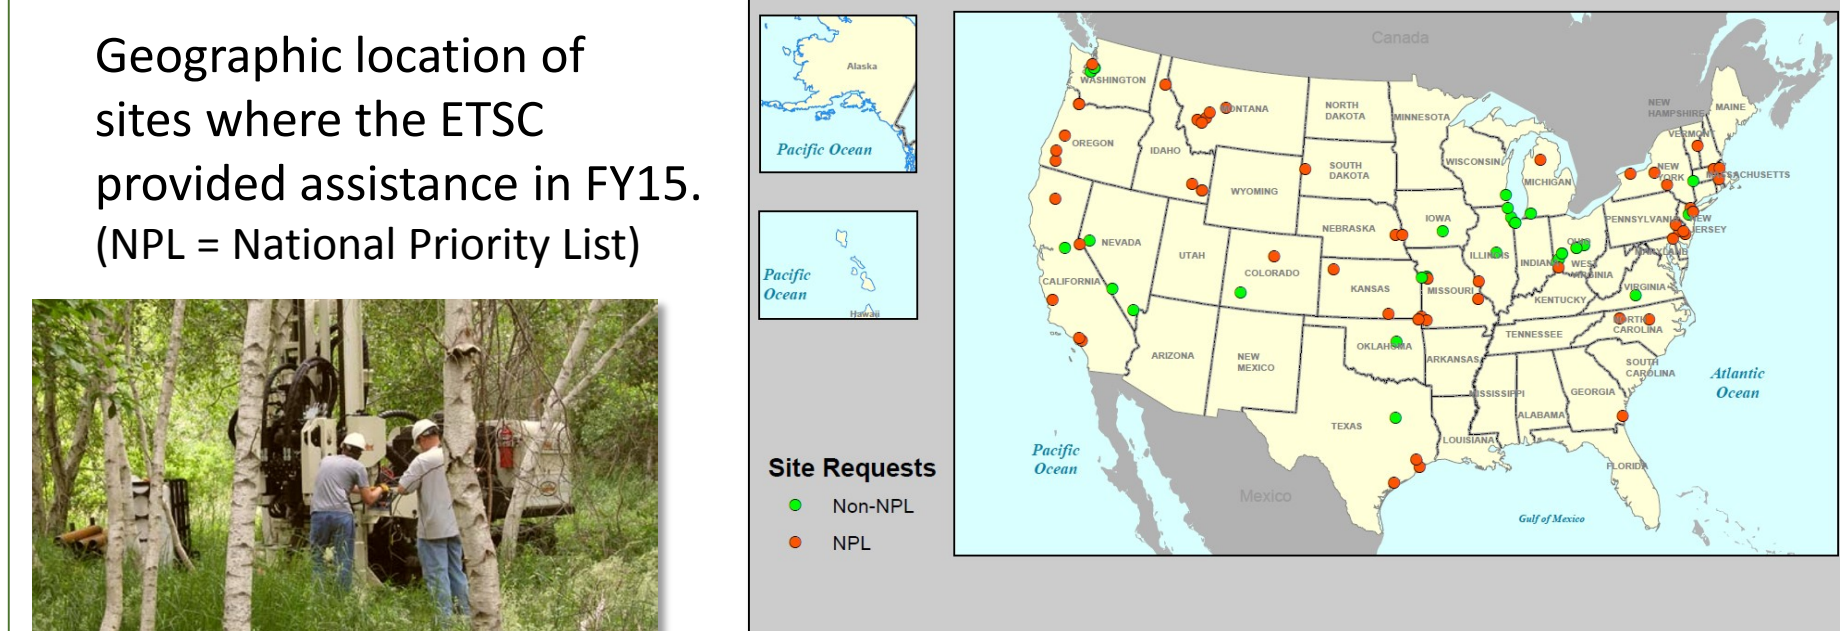 Geographic location of
sites where the ETSC
provided assistance in FY15.
(NPL = National Priority List)
Alaska
Pacific Ocean
Pacific
Ocean
Hawaii
Site Requests
Non-NPL
NPL
Canada
WASHINGTON
MONTANA
NORTH
DAKOTA
MINNESOTA
NEW
HAMPSHIRE
MAINE
VERMONT
OREGON
IDAHO
SOUTH
DAKOTA
WISCONSIN
MICHIGAN
NEW
YORK
MASSACHUSETTS
WYOMING
IOWA
PENNSYLVANIA
NEW
JERSEY
NEBRASKA
NEVADA
UTAH
COLORADO
ILLINOIS
INDIANA
OHIO
WEST
VIRGINIA
MARYLAND
CALIFORNIA
KANSAS
MISSOURI
KENTUCKY
VIRGINIA
NORTH
CAROLINA
TENNESSEE
ARIZONA
NEW
MEXICO
OKLAHOMA
ARKANSAS
SOUTH
CAROLINA
MISSISSIPPI
ALABAMA
GEORGIA
Atlantic
Ocean
TEXAS
LOUISIANA
FLORIDA
Pacific
Ocean
Mexico
Gulf of Mexico